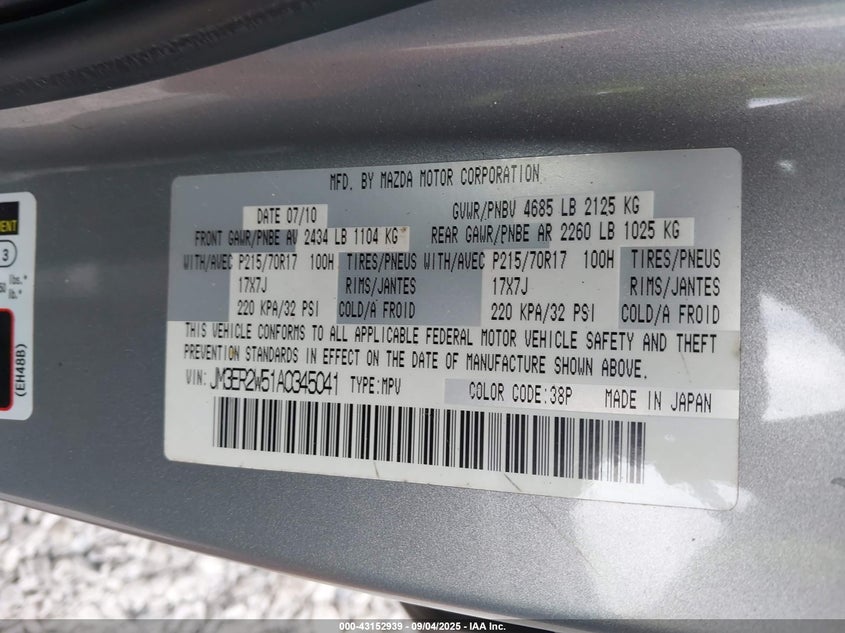 MFD. BY MAZDA MOTOR CORPORATION
DATE 07/10 GVWR/PNBV 4685 LB 2125 KG
FRONT GAWR/PNBE AV 2434 LB 1104 KG REAR GAWR/PNBE AR 2260 LB 1025 KG
WITH/AVEC P215/70R17 100H TIRES/PNEUS WITH/AVEC P215/70R17 100H TIRES/PNEUS
17X7J RIMS/JANTES 17X7J RIMS/JANTES
220 KPA/32 PSI COLD/A FROID 220 KPA/32 PSI COLD/A FROID
THIS VEHICLE CONFORMS TO ALL APPLICABLE FEDERAL MOTOR VEHICLE SAFETY AND THEFT
PREVENTION STANDARDS IN EFFECT ON THE DATE OF MANUFACTURE SHOWN ABOVE.
VIN: JM3ER2W51A0345041 TYPE:MPV COLOR CODE:38P MADE IN JAPAN
3
lbs.*
lb.*
(EH48B)
000-43152939 - 09/04/2025 - IAA Inc.